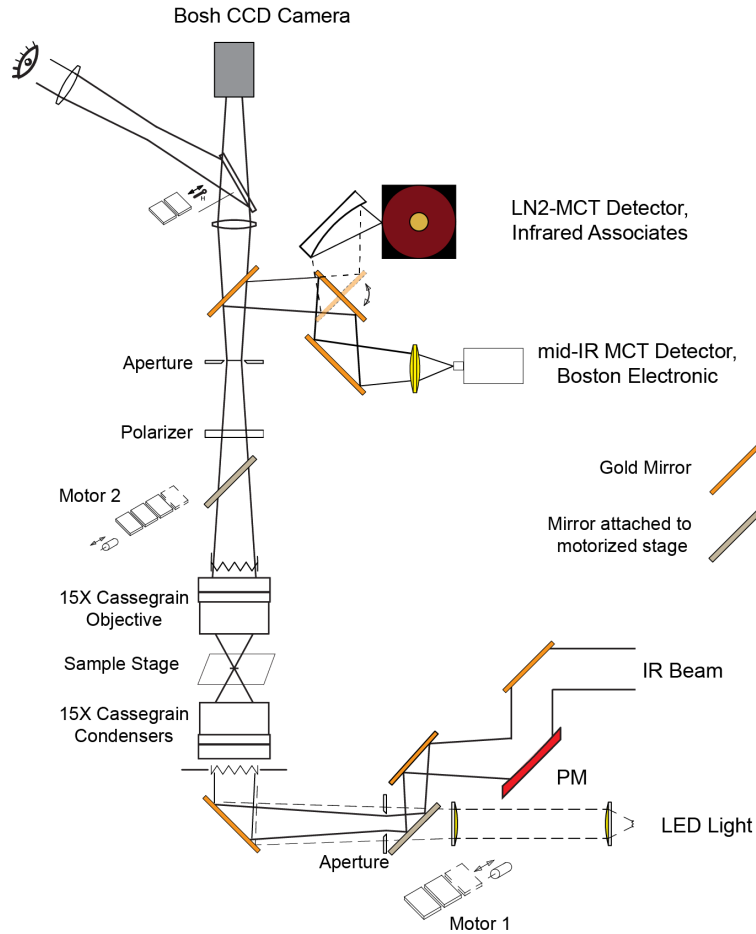 Bosh CCD Camera
H
LN2-MCT Detector,
Infrared Associates
mid-IR MCT Detector,
Boston Electronic
Aperture
Polarizer
Gold Mirror
Motor 2
Mirror attached to
motorized stage
15X Cassegrain
Objective
Sample Stage
IR Beam
15X Cassegrain
Condensers
PM
LED Light
Aperture
Motor 1